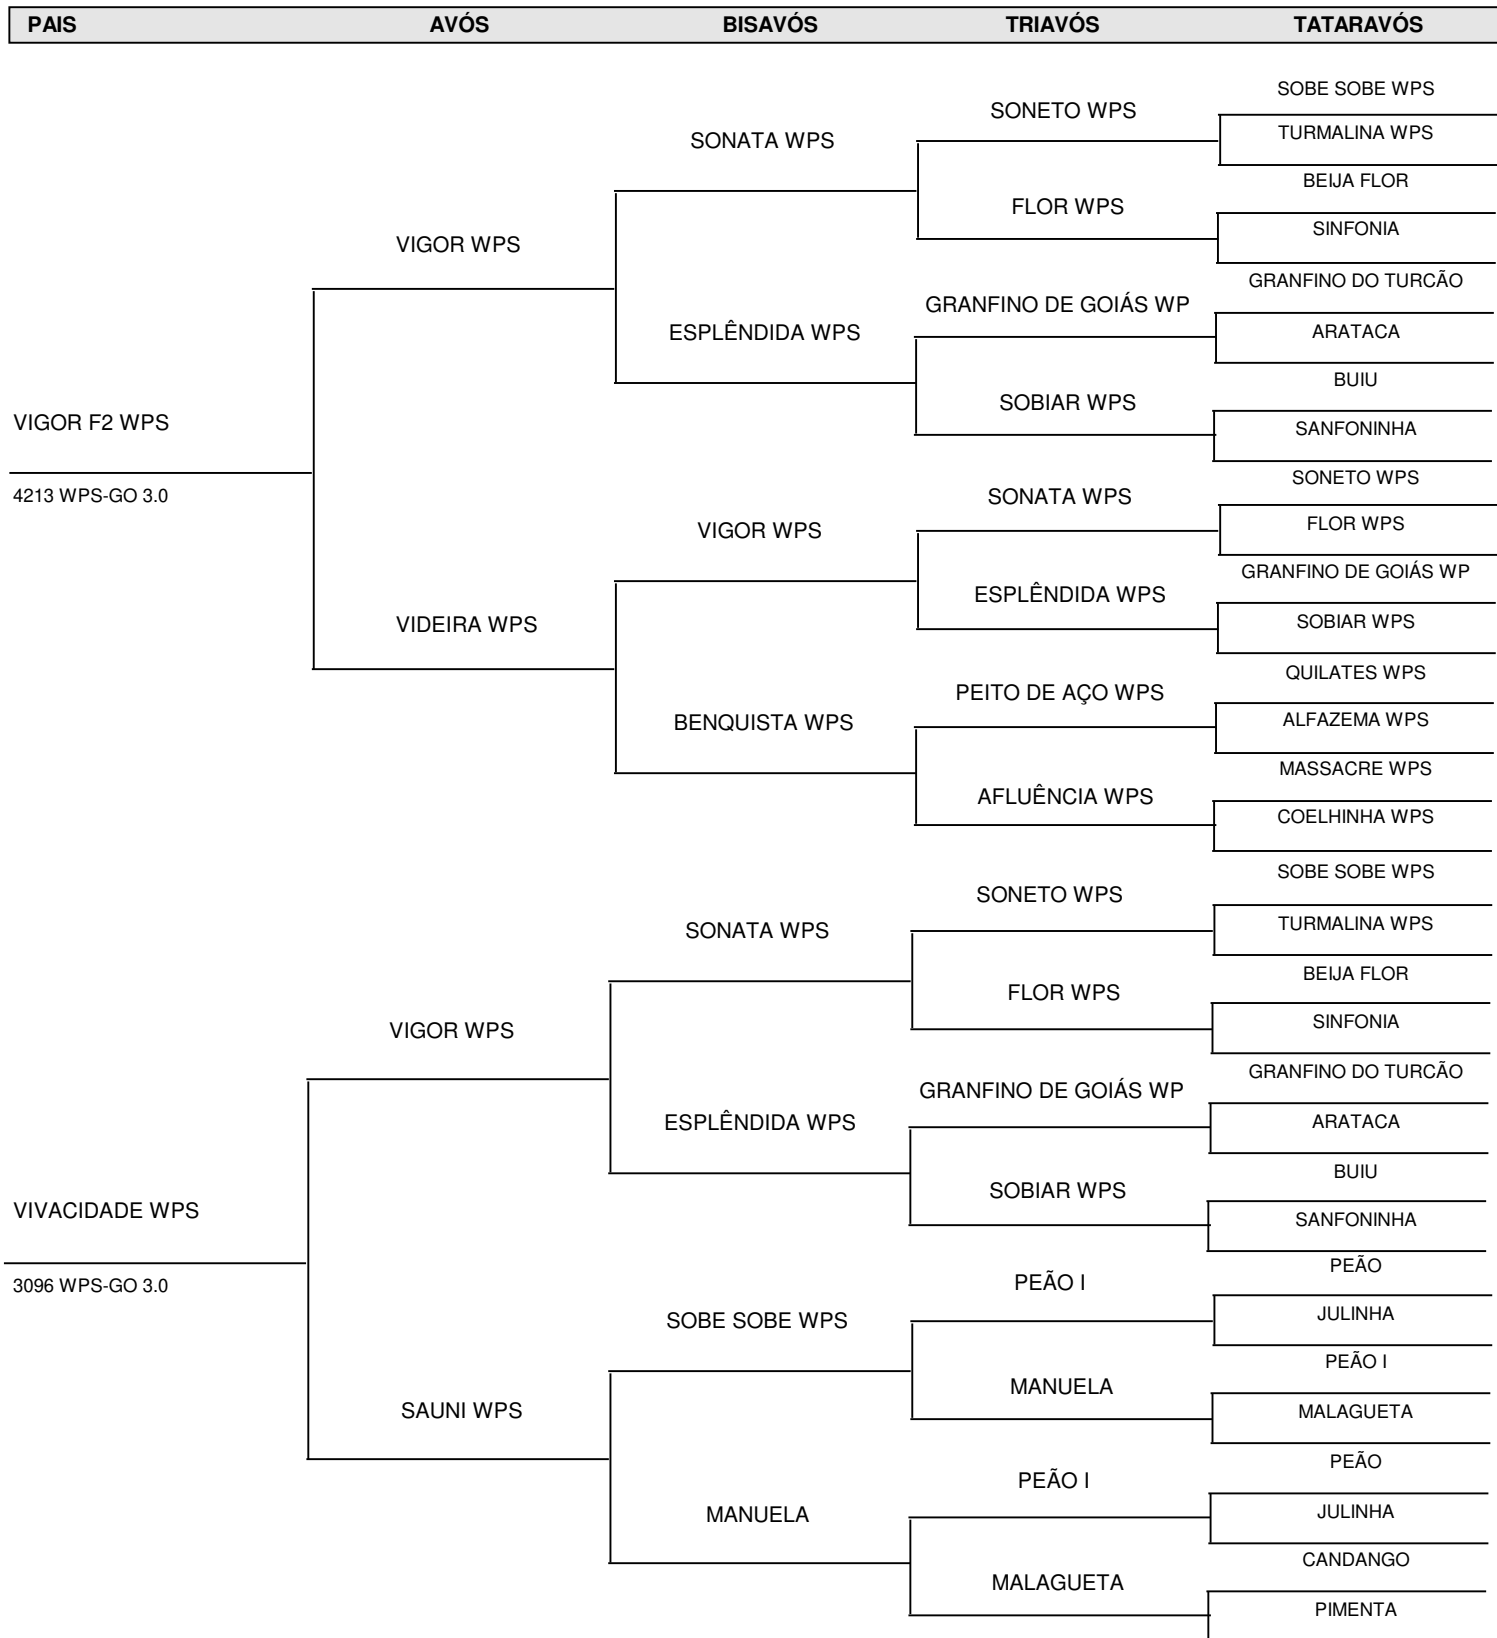 PAIS AVÓS BISAVÓS TRIAVÓS TATARAVÓS
SOBE SOBE WPS
SONETO WPS
TURMALINA WPS
SONATA WPS
BEIJA FLOR
FLOR WPS
SINFONIA
VIGOR WPS
GRANFINO DO TURCÃO
GRANFINO DE GOIÁS WP
ARATACA
ESPLÊNDIDA WPS
BUIU
SOBIAR WPS
SANFONINHA
VIGOR F2 WPS
4213 WPS-GO 3.0
SONETO WPS
SONATA WPS
FLOR WPS
VIGOR WPS
GRANFINO DE GOIÁS WP
ESPLÊNDIDA WPS
SOBIAR WPS
VIDEIRA WPS
QUILATES WPS
PEITO DE AÇO WPS
ALFAZEMA WPS
BENQUISTA WPS
MASSACRE WPS
AFLUÊNCIA WPS
COELHINHA WPS
SOBE SOBE WPS
SONETO WPS
TURMALINA WPS
SONATA WPS
BEIJA FLOR
FLOR WPS
SINFONIA
VIGOR WPS
GRANFINO DO TURCÃO
GRANFINO DE GOIÁS WP
ARATACA
ESPLÊNDIDA WPS
BUIU
SOBIAR WPS
SANFONINHA
VIVACIDADE WPS
3096 WPS-GO 3.0
PEÃO
PEÃO I
JULINHA
SOBE SOBE WPS
PEÃO I
MANUELA
MALAGUETA
SAUNI WPS
PEÃO
PEÃO I
JULINHA
MANUELA
CANDANGO
MALAGUETA
PIMENTA